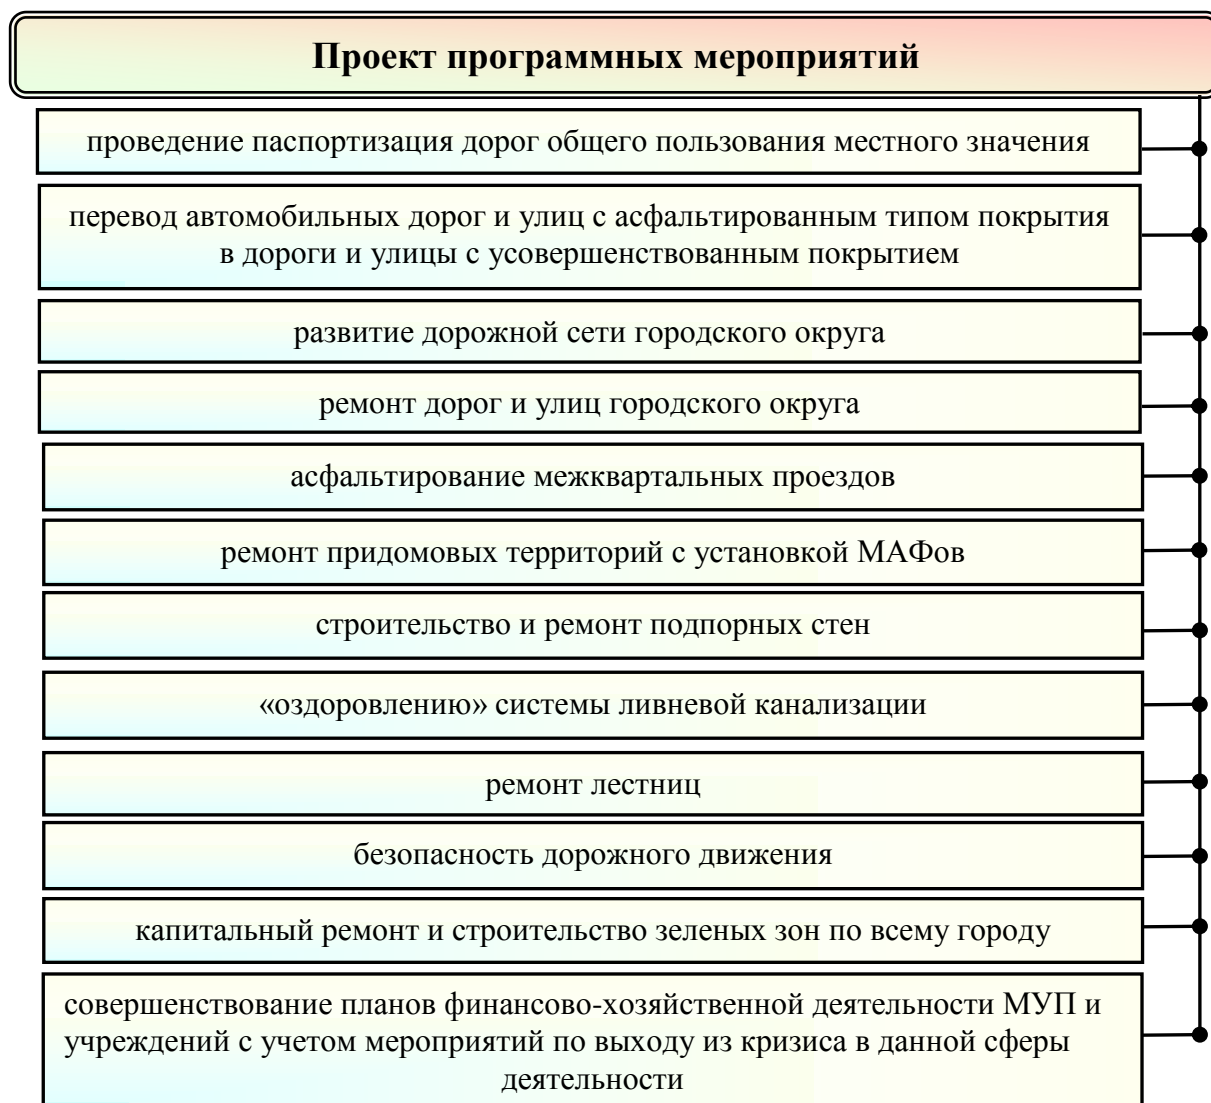 Проект программных мероприятий
проведение паспортизация дорог общего пользования местного значения
перевод автомобильных дорог и улиц с асфальтированным типом покрытия
в дороги и улицы с усовершенствованным покрытием
развитие дорожной сети городского округа
ремонт дорог и улиц городского округа
асфальтирование межквартальных проездов
ремонт придомовых территорий с установкой МАФов
строительство и ремонт подпорных стен
«оздоровлению» системы ливневой канализации
ремонт лестниц
безопасность дорожного движения
капитальный ремонт и строительство зеленых зон по всему городу
совершенствование планов финансово-хозяйственной деятельности МУП и
учреждений с учетом мероприятий по выходу из кризиса в данной сферы
деятельности